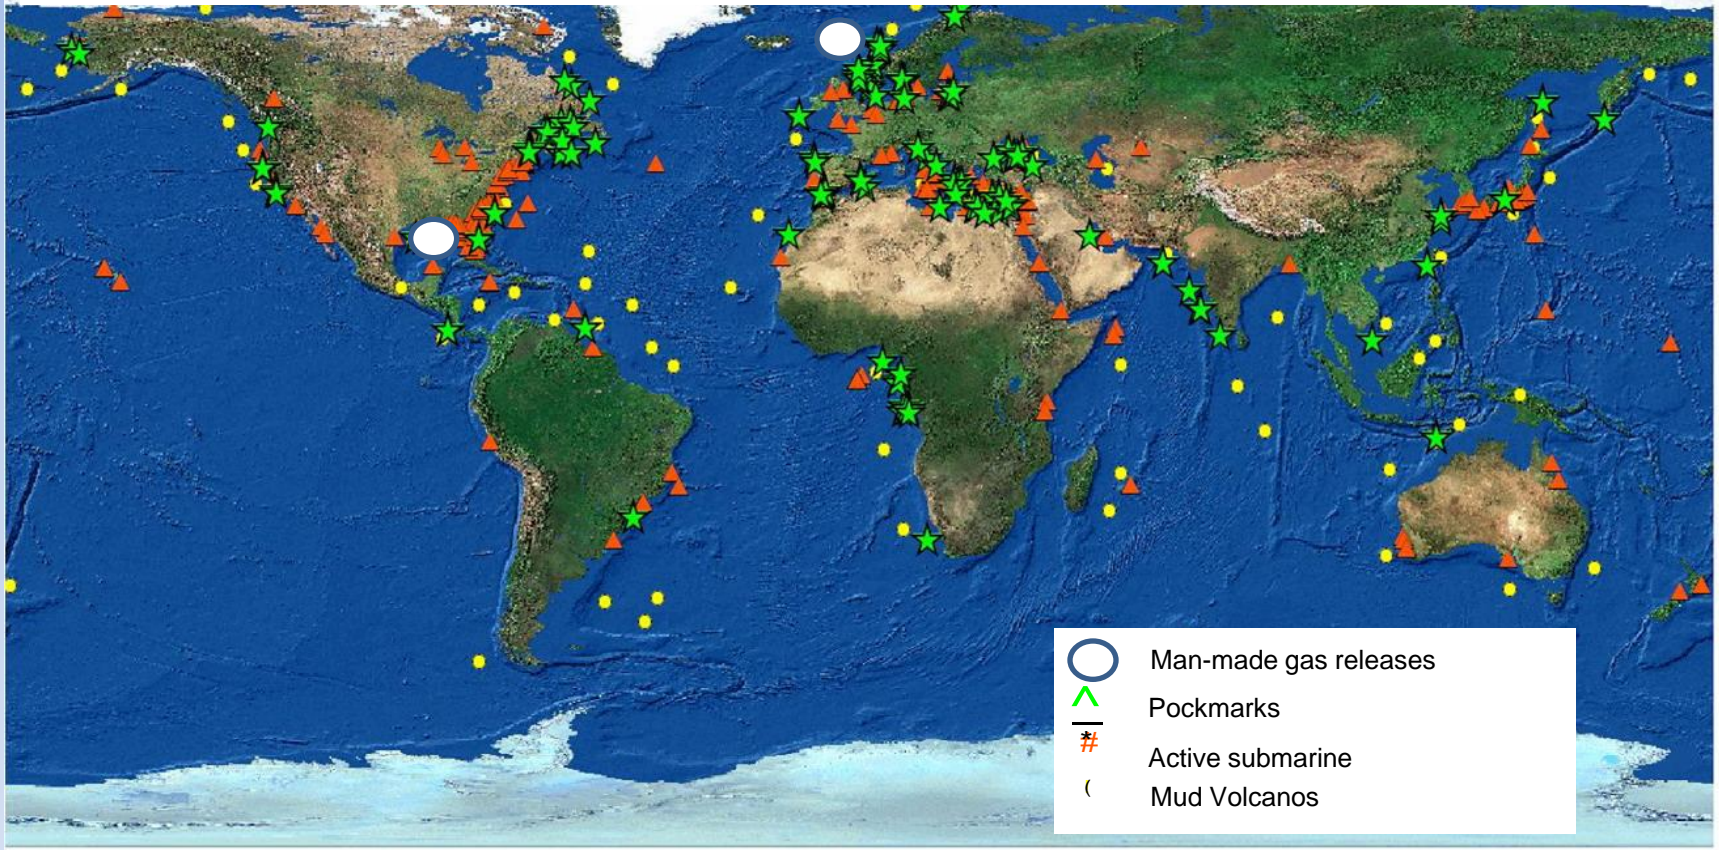 Man-made gas releases
^
Pockmarks
*
#
Active submarine
(
Mud Volcanos